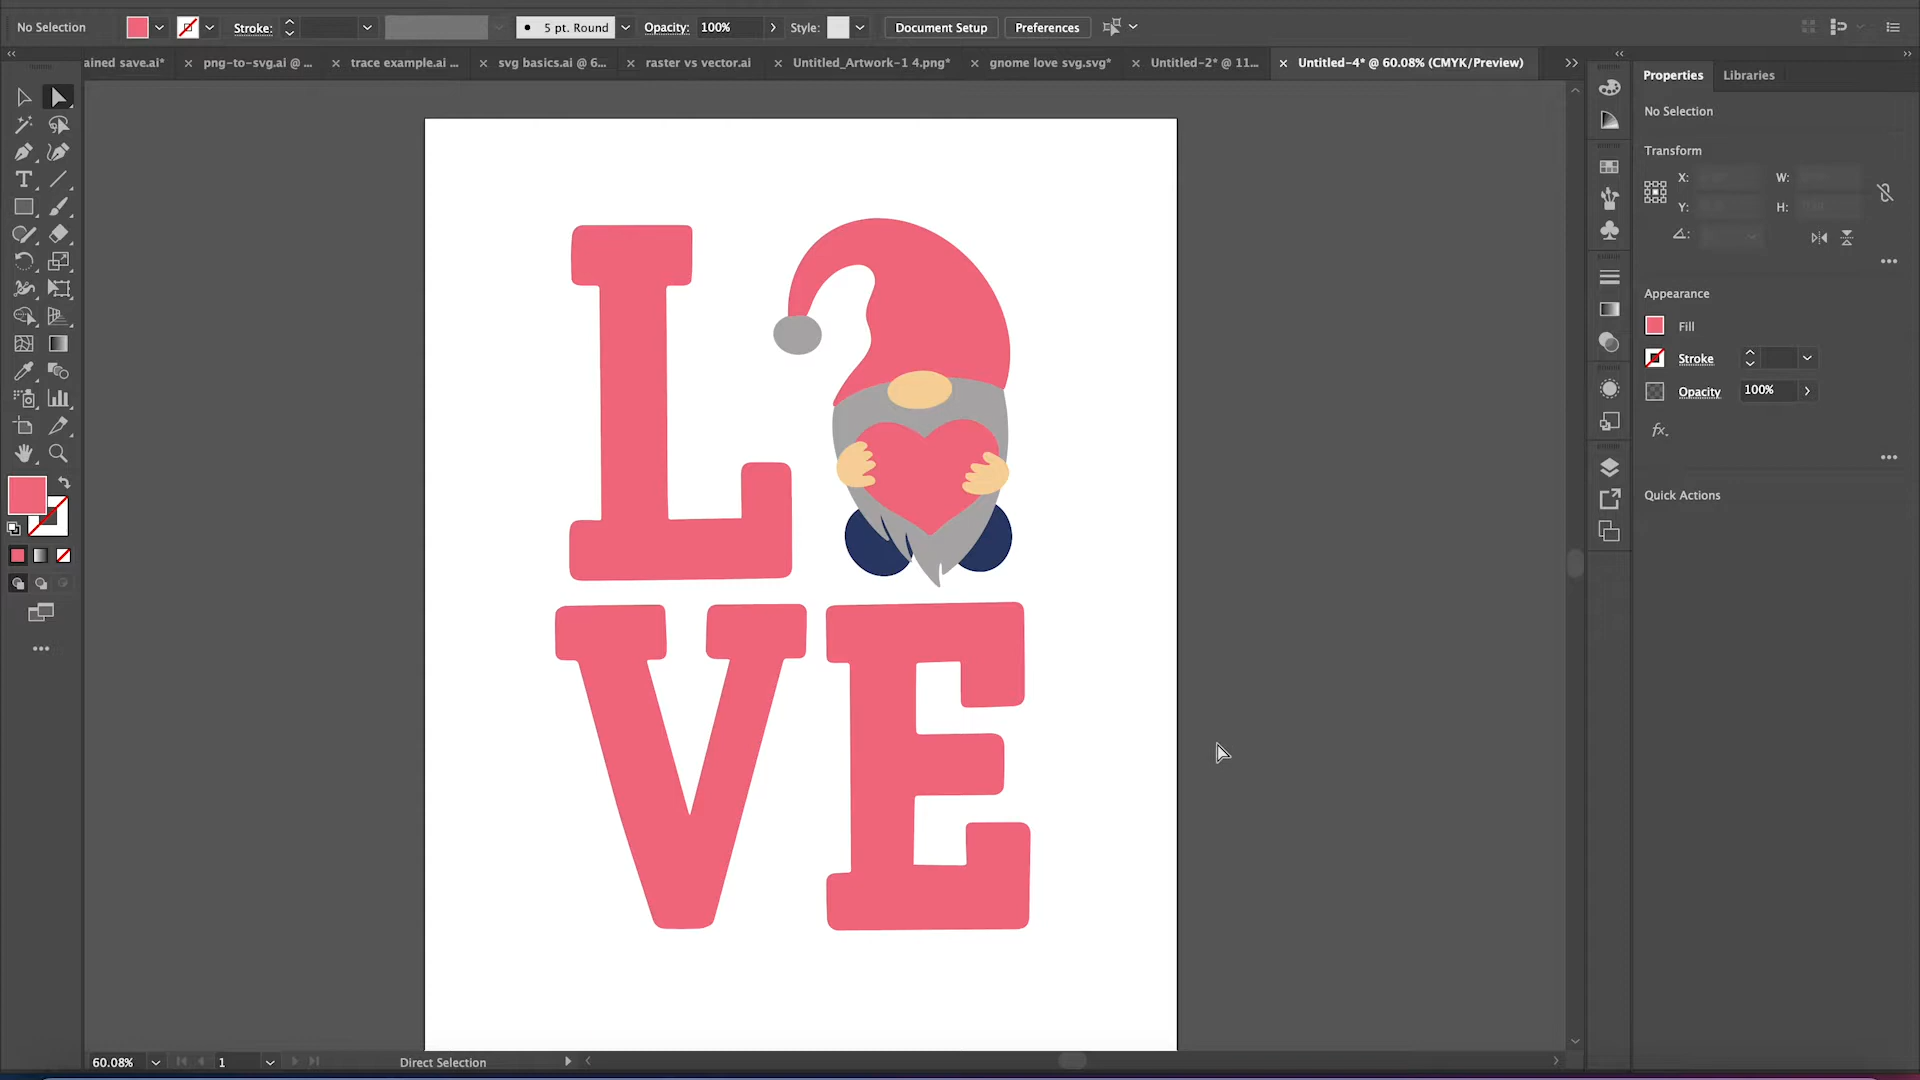 No Selection Stroke: 5 pt. Round Opacity: 100% Style: Document Setup Preferences
ained save.ai* png-to-svg.ai @ ... trace example.ai ... svg basics.ai @ 6... raster vs vector.ai Untitled_Artwork-1 4.png* gnome love svg.svg* Untitled-2* @ 11... Untitled-4* @ 60.08% (CMYK/Preview)
Properties Libraries
No Selection
Transform
X: W:
Y: H:
Appearance
Fill
Stroke
Opacity 100%
fx.
Quick Actions
L
VE
60.08% 1 Direct Selection